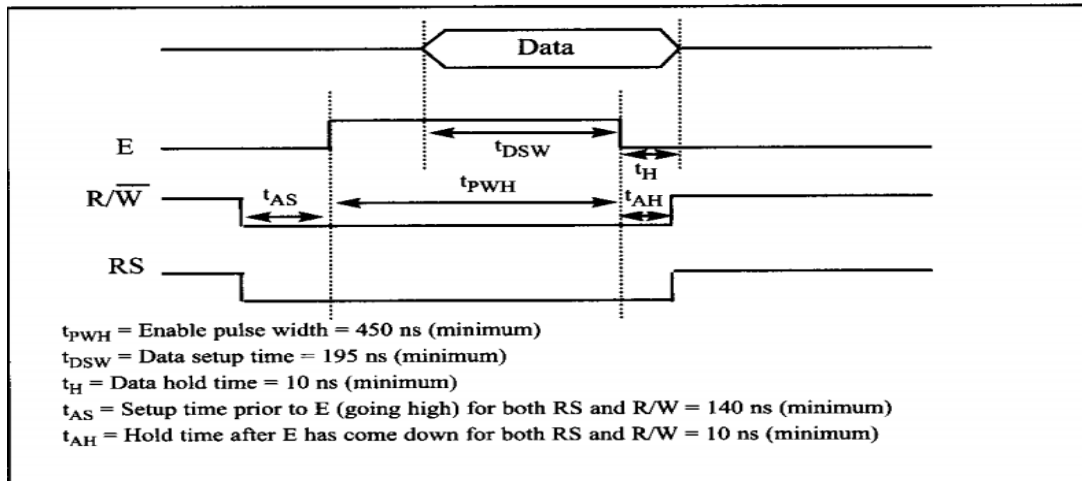 Data
E
tDSW
tH
R/W̅
tAS
tPWH
tAH
RS
tPWH = Enable pulse width = 450 ns (minimum)
tDSW = Data setup time = 195 ns (minimum)
tH = Data hold time = 10 ns (minimum)
tAS = Setup time prior to E (going high) for both RS and R/W = 140 ns (minimum)
tAH = Hold time after E has come down for both RS and R/W = 10 ns (minimum)